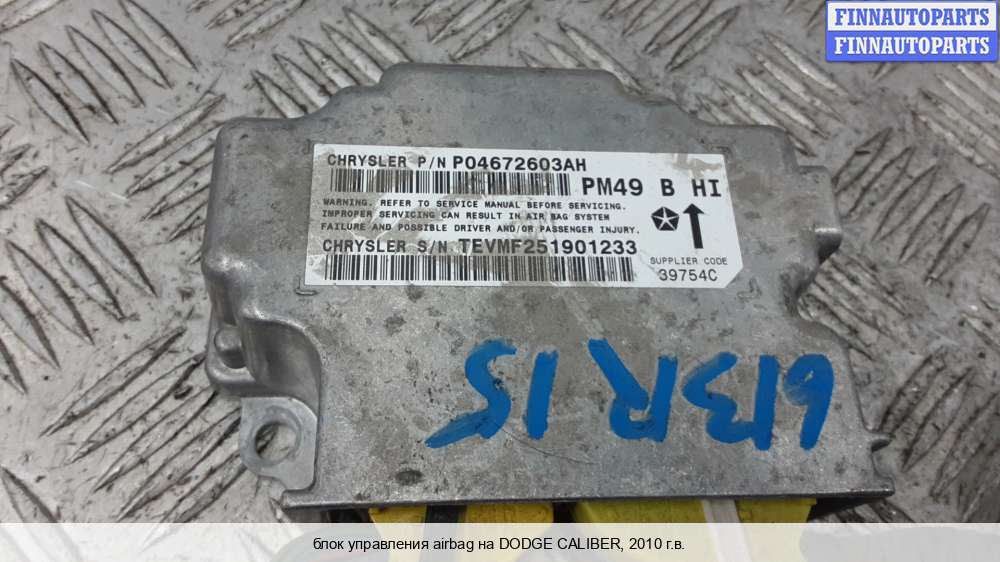 FINNAUTOPARTS
FINNAUTOPARTS
CHRYSLER P/N P04672603AH
PM49 B HI
WARNING. REFER TO SERVICE MANUAL BEFORE SERVICING.
IMPROPER SERVICING CAN RESULT IN AIR BAG SYSTEM
FAILURE AND POSSIBLE DRIVER AND/OR PASSENGER INJURY.
CHRYSLER S/N TEVMF251901233
SUPPLIER CODE
39754C
блок управления airbag на DODGE CALIBER, 2010 г.в.